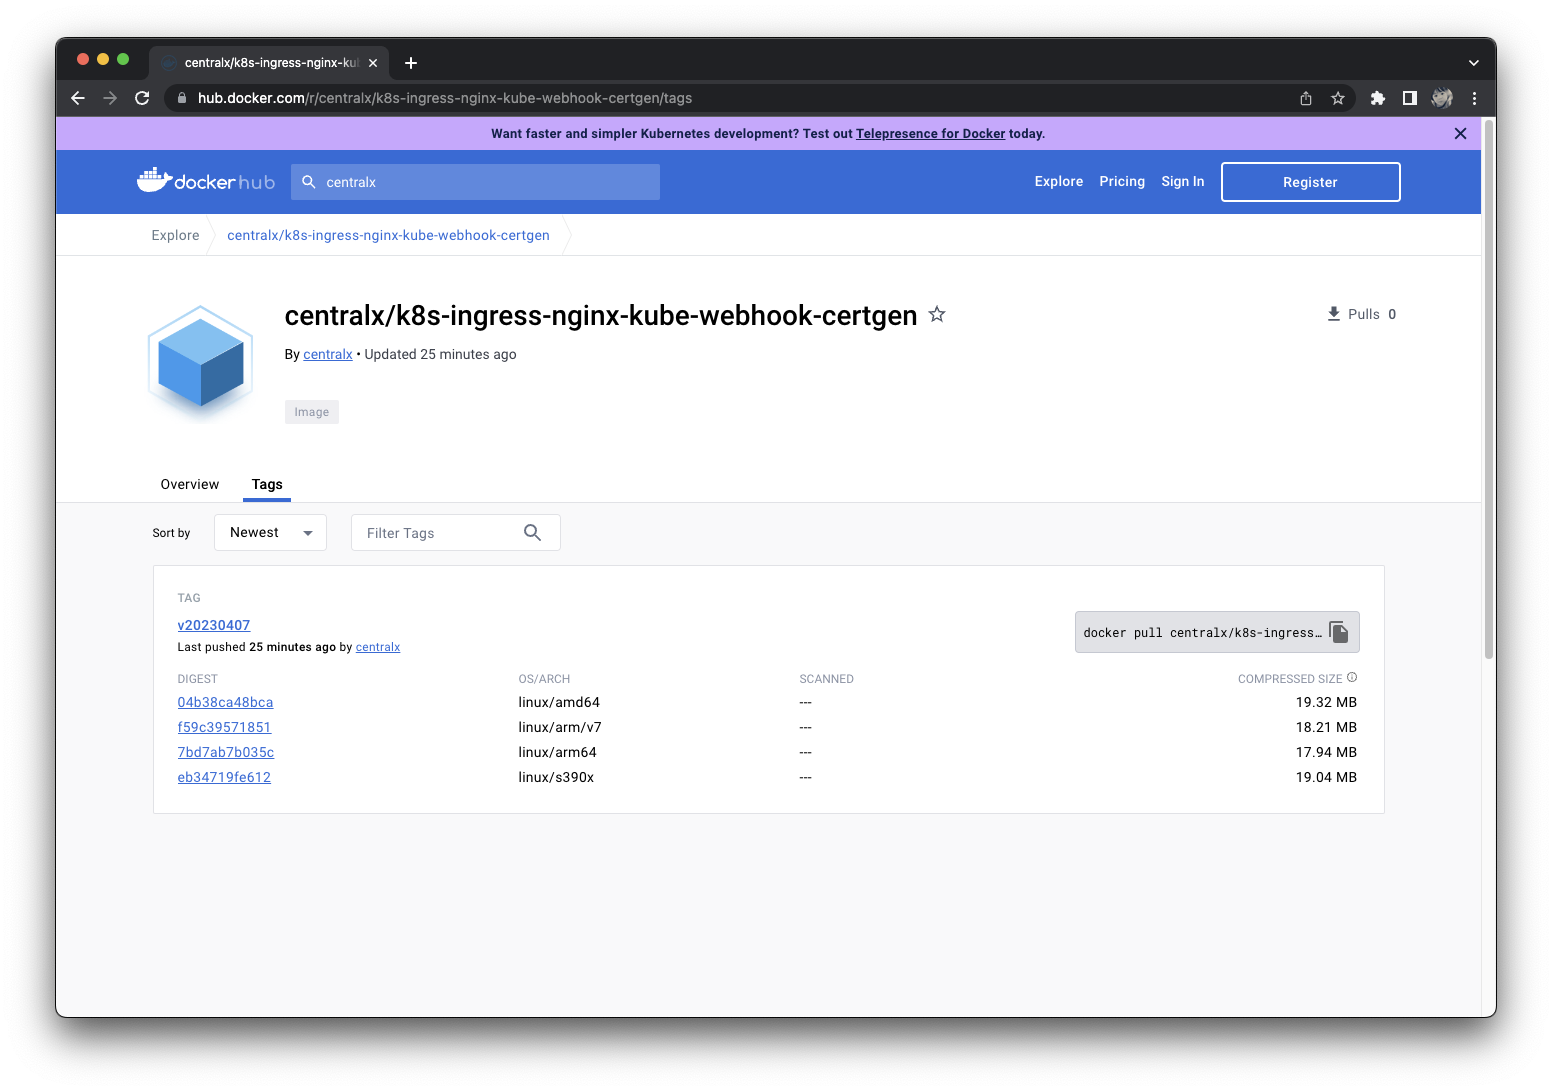 centralx/k8s-ingress-nginx-ku
hub.docker.com/r/centralx/k8s-ingress-nginx-kube-webhook-certgen/tags
Want faster and simpler Kubernetes development? Test out Telepresence for Docker today.
docker hub
centralx
Explore
Pricing
Sign In
Register
Explore
centralx/k8s-ingress-nginx-kube-webhook-certgen
centralx/k8s-ingress-nginx-kube-webhook-certgen
Pulls 0
By centralx • Updated 25 minutes ago
Image
Overview
Tags
Sort by
Newest
Filter Tags
TAG
v20230407
Last pushed 25 minutes ago by centralx
docker pull centralx/k8s-ingress…
DIGEST OS/ARCH SCANNED COMPRESSED SIZE
04b38ca48bca linux/amd64 --- 19.32 MB
f59c39571851 linux/arm/v7 --- 18.21 MB
7bd7ab7b035c linux/arm64 --- 17.94 MB
eb34719fe612 linux/s390x --- 19.04 MB